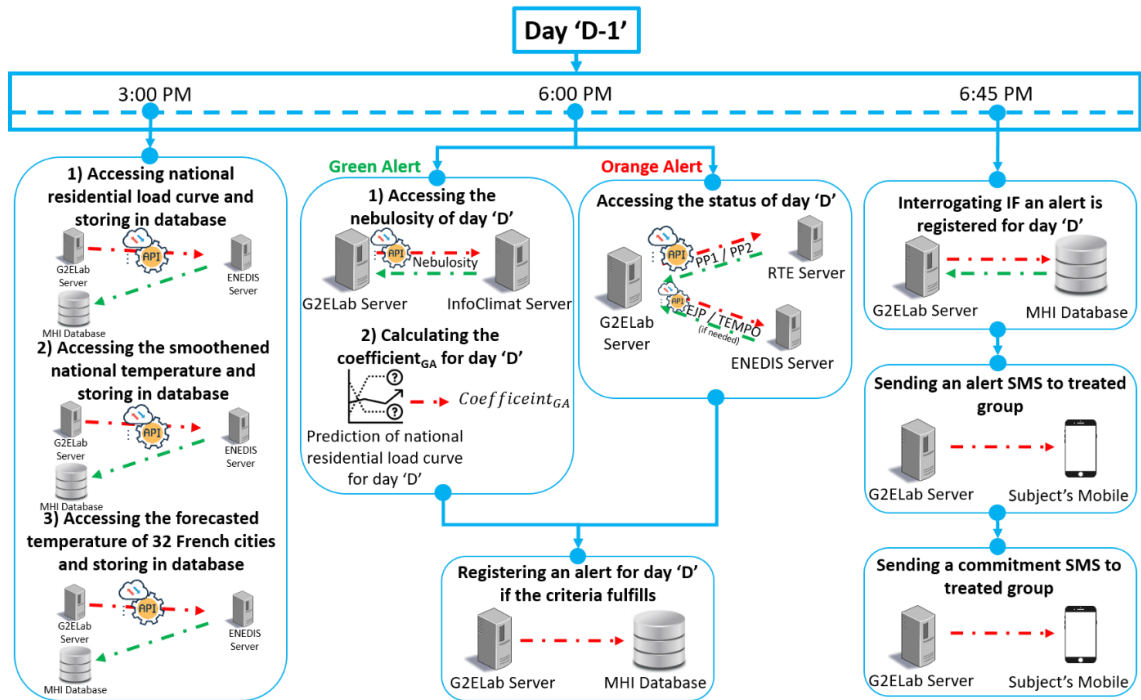 Day ‘D-1’
3:00 PM
6:00 PM
6:45 PM
1) Accessing national
residential load curve and
storing in database
API
G2ELab
Server
ENEDIS
Server
MHI Database
2) Accessing the smoothened
national temperature and
storing in database
API
G2ELab
Server
ENEDIS
Server
MHI Database
3) Accessing the forecasted
temperature of 32 French cities
and storing in database
API
G2ELab
Server
ENEDIS
Server
MHI Database
Green Alert
1) Accessing the
nebulosity of day ‘D’
API
Nebulosity
G2ELab Server
InfoClimat Server
2) Calculating the
coefficient_GA for day ‘D’
?
?
Coefficeint_GA
Prediction of national
residential load curve
for day ‘D’
Orange Alert
Accessing the status of day ‘D’
API
PP1 / PP2
RTE Server
API
EJP / TEMPO
(if needed)
G2ELab
Server
ENEDIS Server
Registering an alert for day ‘D’
if the criteria fulfills
G2ELab Server
MHI Database
Interrogating IF an alert is
registered for day ‘D’
G2ELab Server
MHI Database
Sending an alert SMS to treated
group
G2ELab Server
Subject’s Mobile
Sending a commitment SMS to
treated group
G2ELab Server
Subject’s Mobile